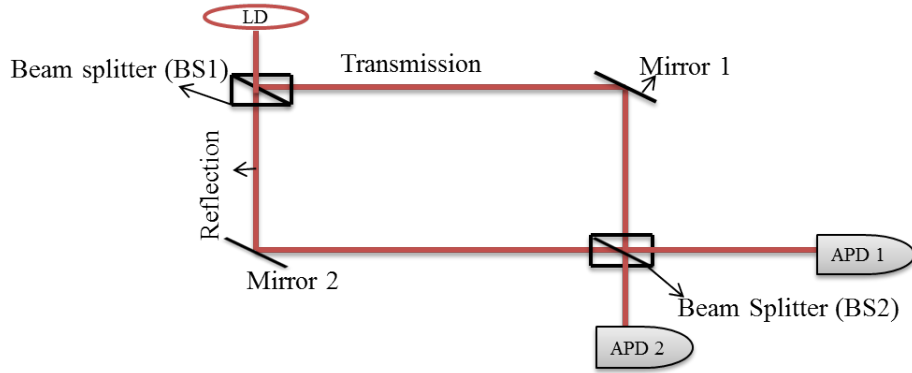 LD
Beam splitter (BS1)
Transmission
Mirror 1
Reflection
Mirror 2
APD 1
Beam Splitter (BS2)
APD 2